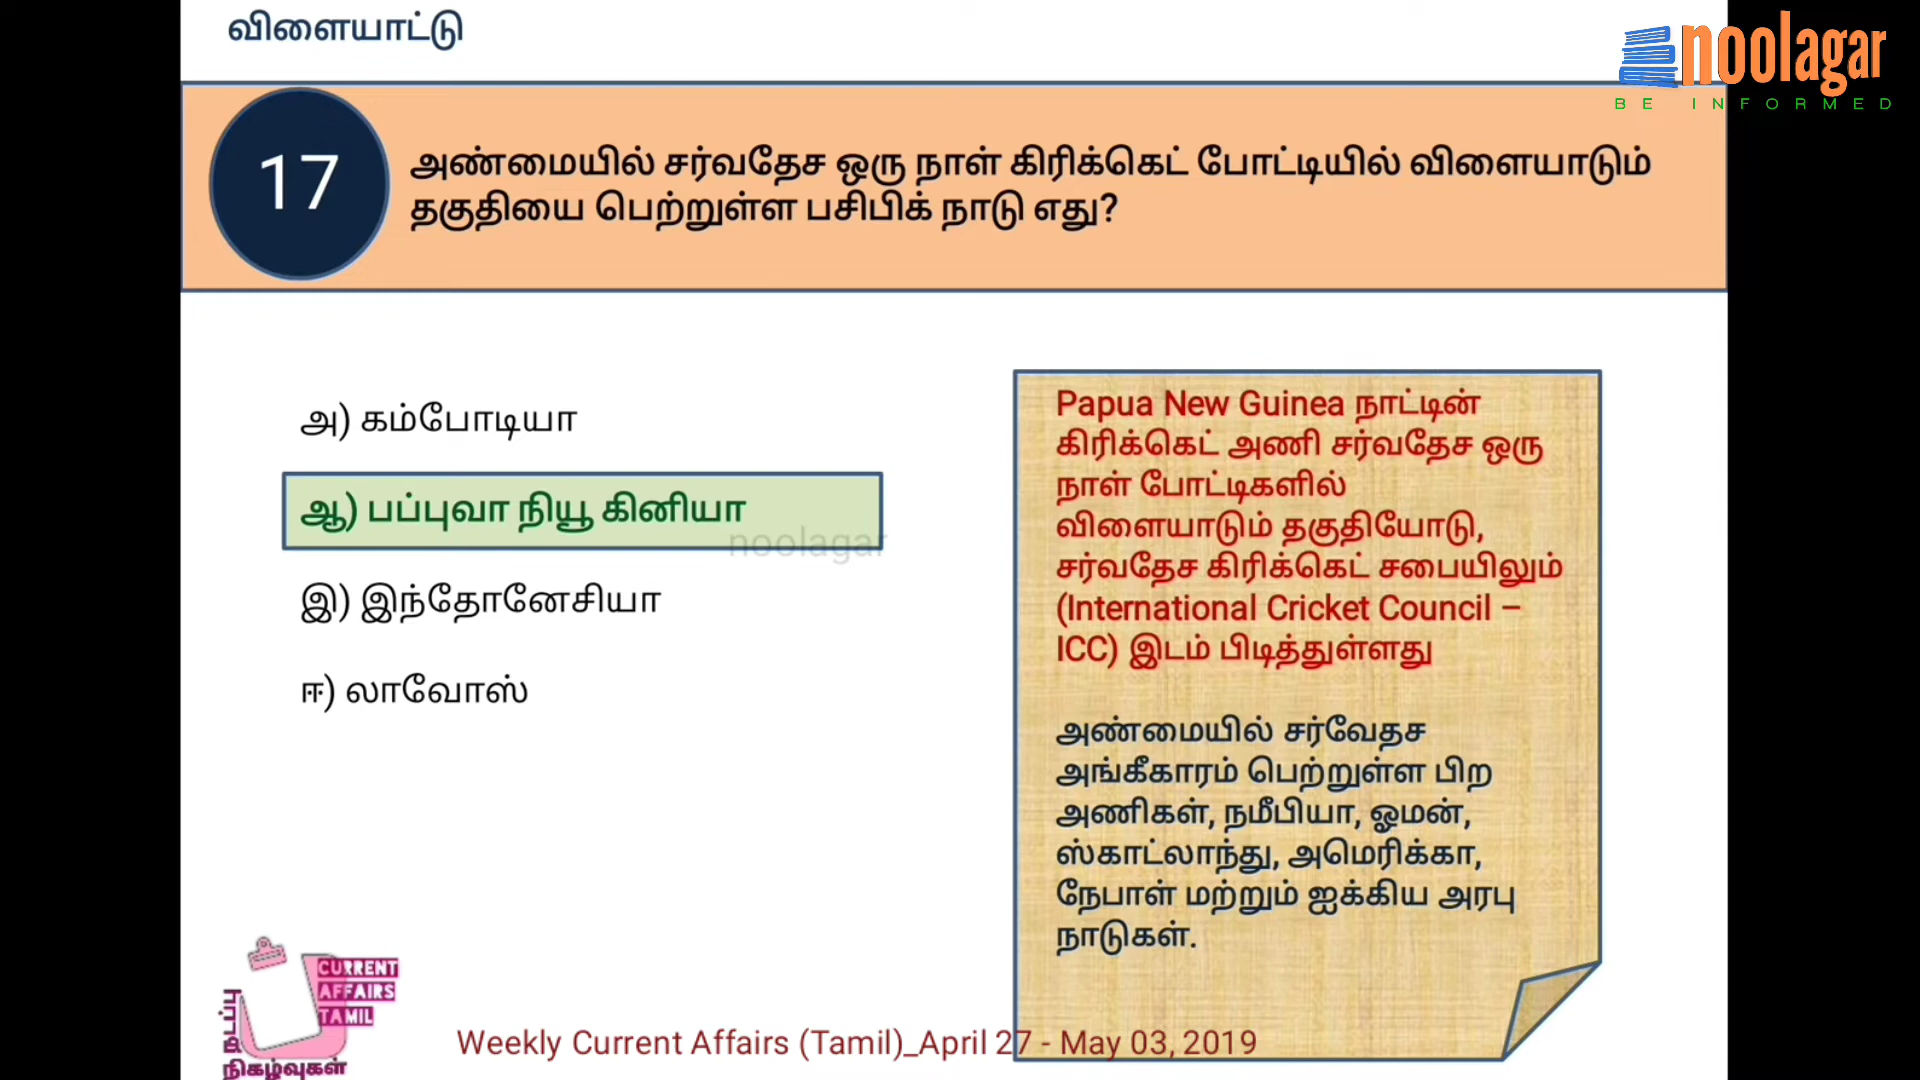 விளையாட்டு
noolagar
BE INFORMED
17
அண்மையில் சர்வதேச ஒரு நாள் கிரிக்கெட் போட்டியில் விளையாடும்
தகுதியை பெற்றுள்ள பசிபிக் நாடு எது?
அ) கம்போடியா
ஆ) பப்புவா நியூ கினியா
noolagar
இ) இந்தோனேசியா
ஈ) லாவோஸ்
Papua New Guinea நாட்டின்
கிரிக்கெட் அணி சர்வதேச ஒரு
நாள் போட்டிகளில்
விளையாடும் தகுதியோடு,
சர்வதேச கிரிக்கெட் சபையிலும்
(International Cricket Council –
ICC) இடம் பிடித்துள்ளது
அண்மையில் சர்வேதச
அங்கீகாரம் பெற்றுள்ள பிற
அணிகள், நமீபியா, ஓமன்,
ஸ்காட்லாந்து, அமெரிக்கா,
நேபாள் மற்றும் ஐக்கிய அரபு
நாடுகள்.
CURRENT
AFFAIRS
TAMIL
நடப்பு
நிகழ்வுகள்
Weekly Current Affairs (Tamil)_April 27 - May 03, 2019